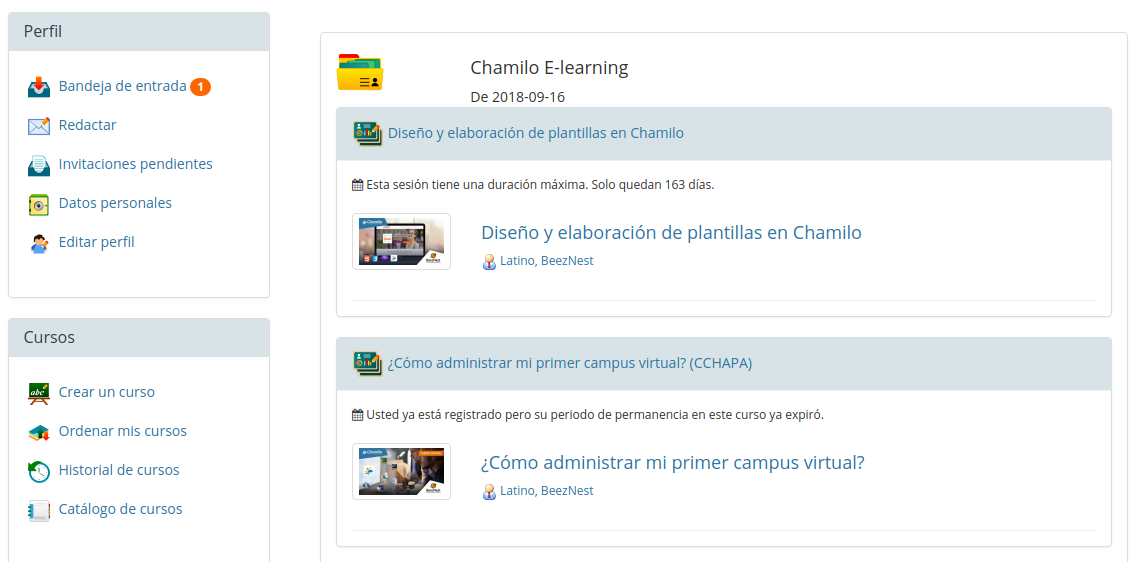 Perfil
Bandeja de entrada 1
Redactar
Invitaciones pendientes
Datos personales
Editar perfil
Cursos
Crear un curso
Ordenar mis cursos
Historial de cursos
Catálogo de cursos
Chamilo E-learning
De 2018-09-16
Diseño y elaboración de plantillas en Chamilo
Esta sesión tiene una duración máxima. Solo quedan 163 días.
Chamilo
BeezNest
Diseño y elaboración de plantillas en Chamilo
Latino, BeezNest
¿Cómo administrar mi primer campus virtual? (CCHAPA)
Usted ya está registrado pero su periodo de permanencia en este curso ya expiró.
Chamilo
BeezNest
¿Cómo administrar mi primer campus virtual?
Latino, BeezNest